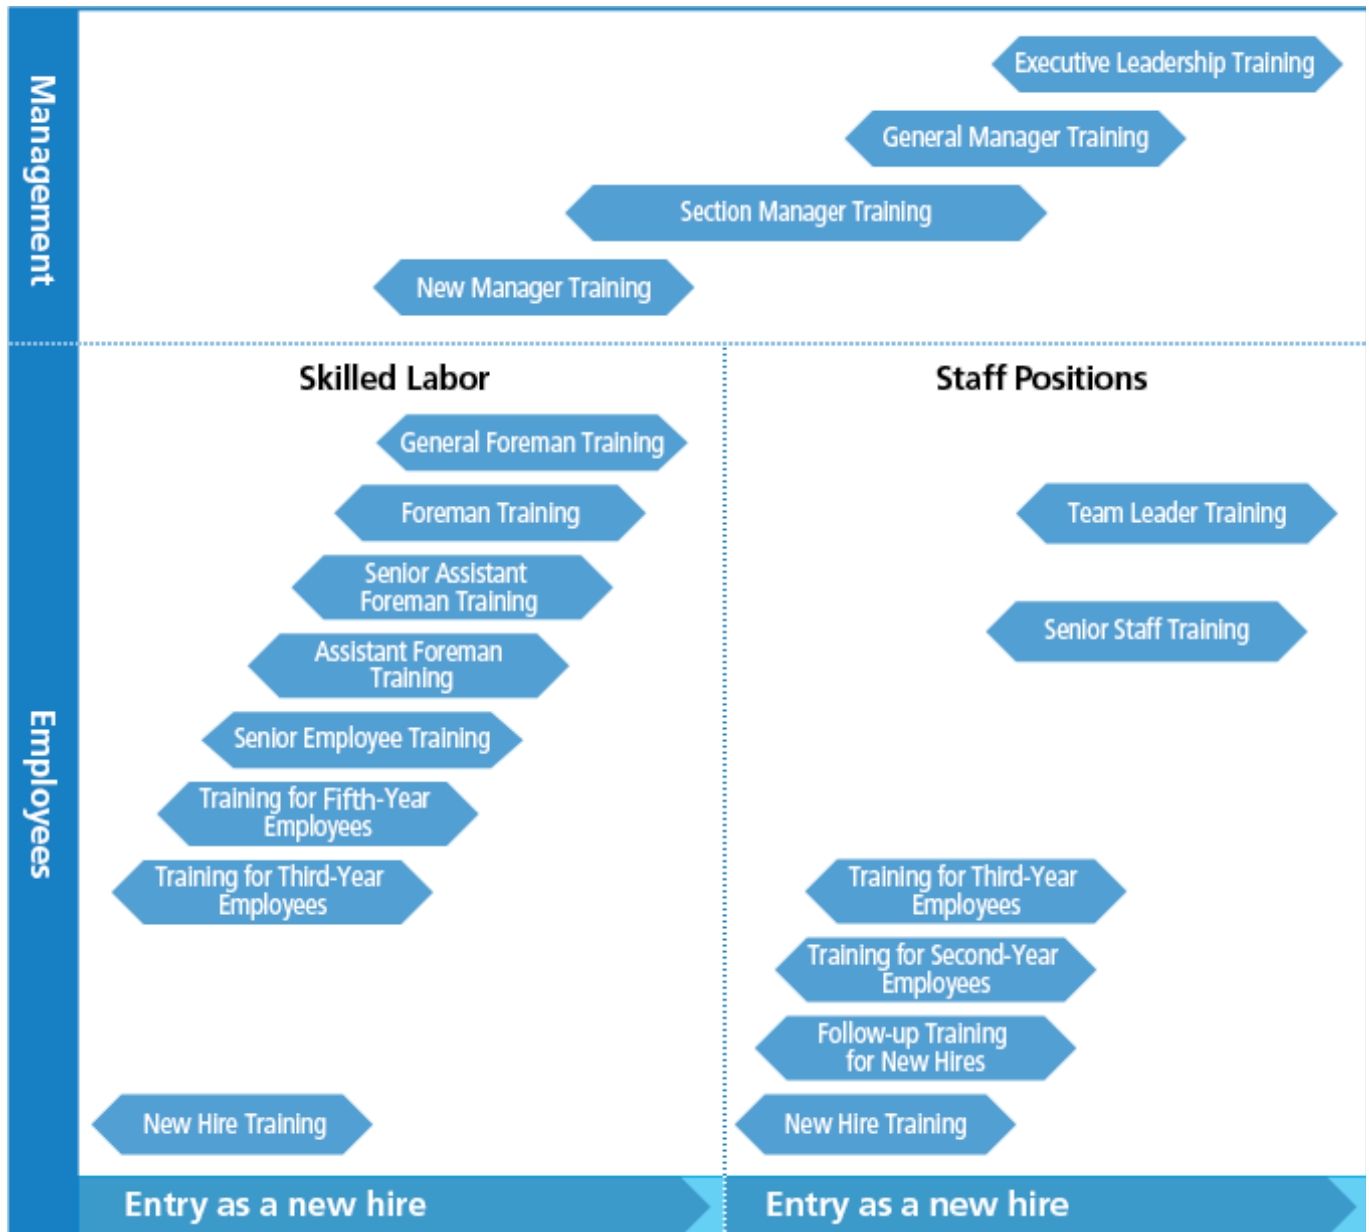 Management
Executive Leadership Training
General Manager Training
Section Manager Training
New Manager Training
Employees
Skilled Labor
General Foreman Training
Foreman Training
Senior Assistant
Foreman Training
Assistant Foreman
Training
Senior Employee Training
Training for Fifth-Year
Employees
Training for Third-Year
Employees
New Hire Training
Entry as a new hire
Staff Positions
Team Leader Training
Senior Staff Training
Training for Third-Year
Employees
Training for Second-Year
Employees
Follow-up Training
for New Hires
New Hire Training
Entry as a new hire